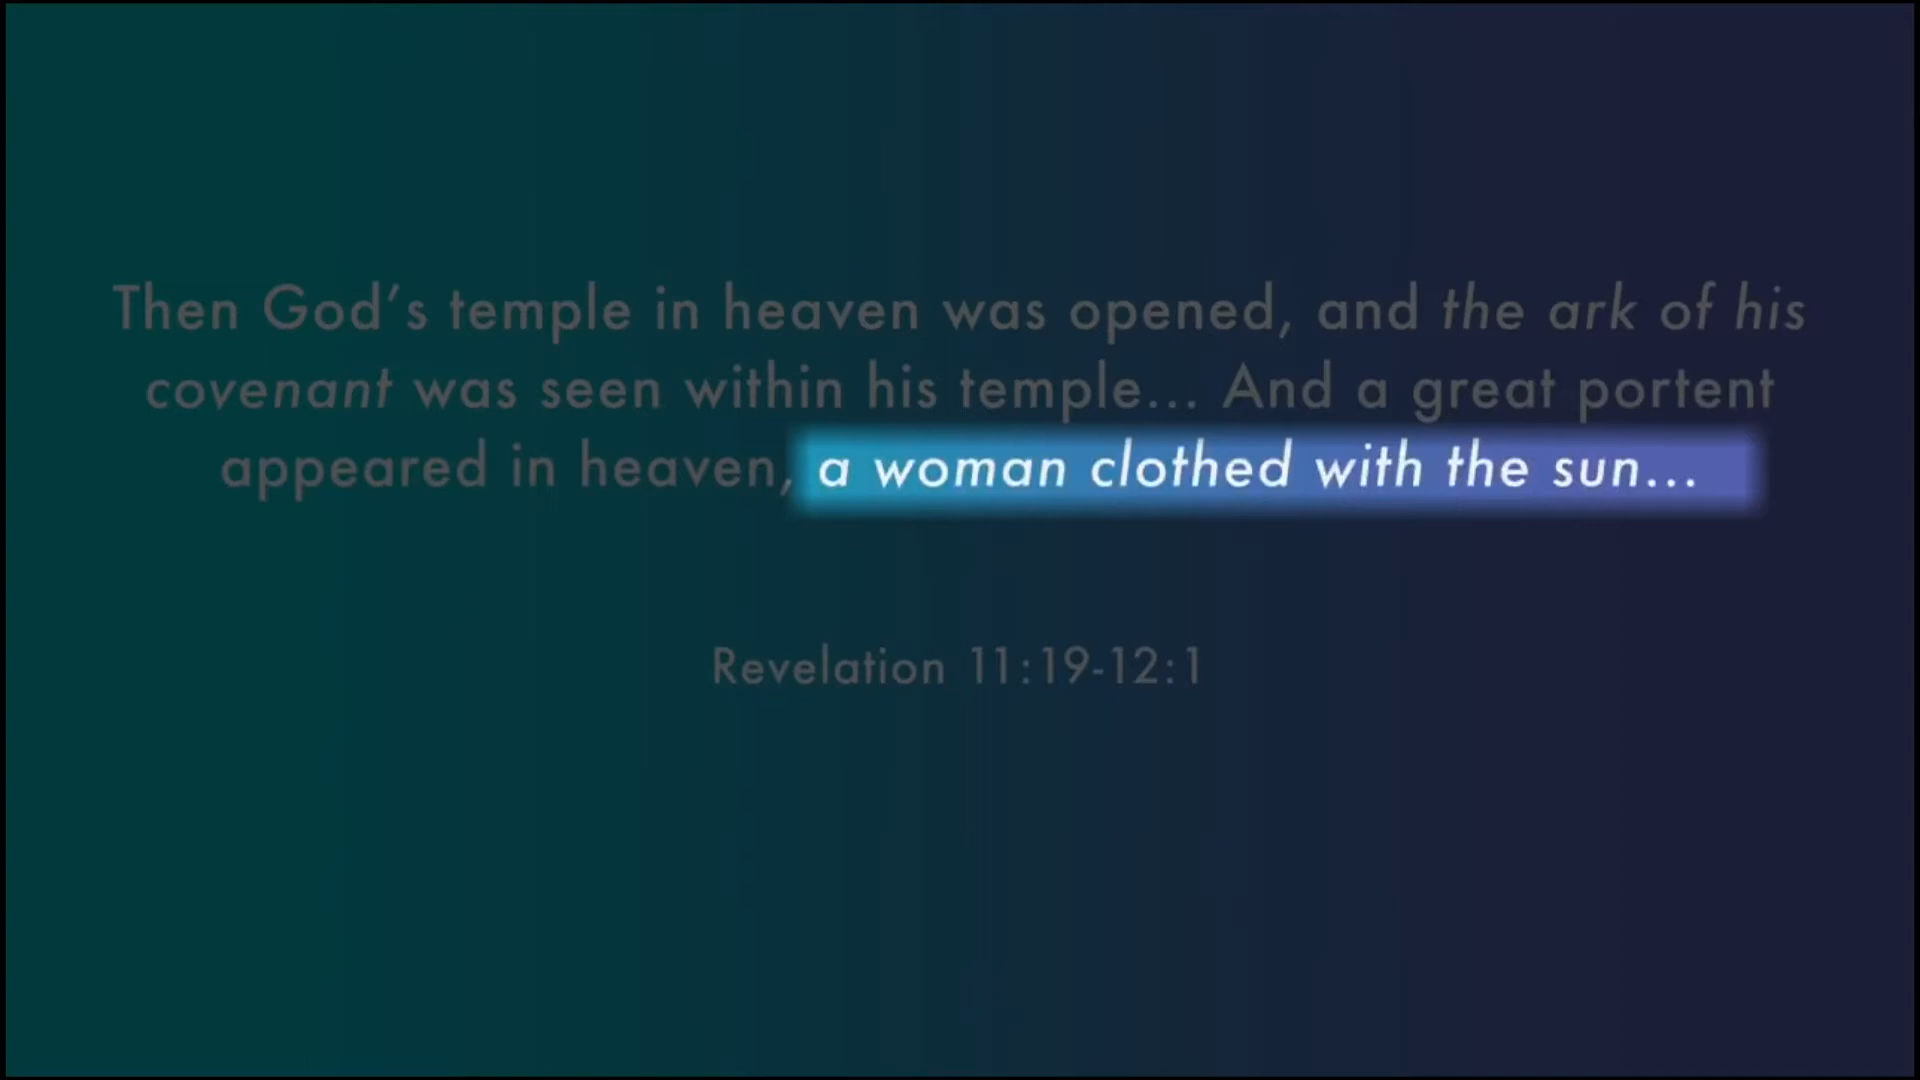 Then God’s temple in heaven was opened, and the ark of his
covenant was seen within his temple... And a great portent
appeared in heaven, a woman clothed with the sun...
Revelation 11:19-12:1